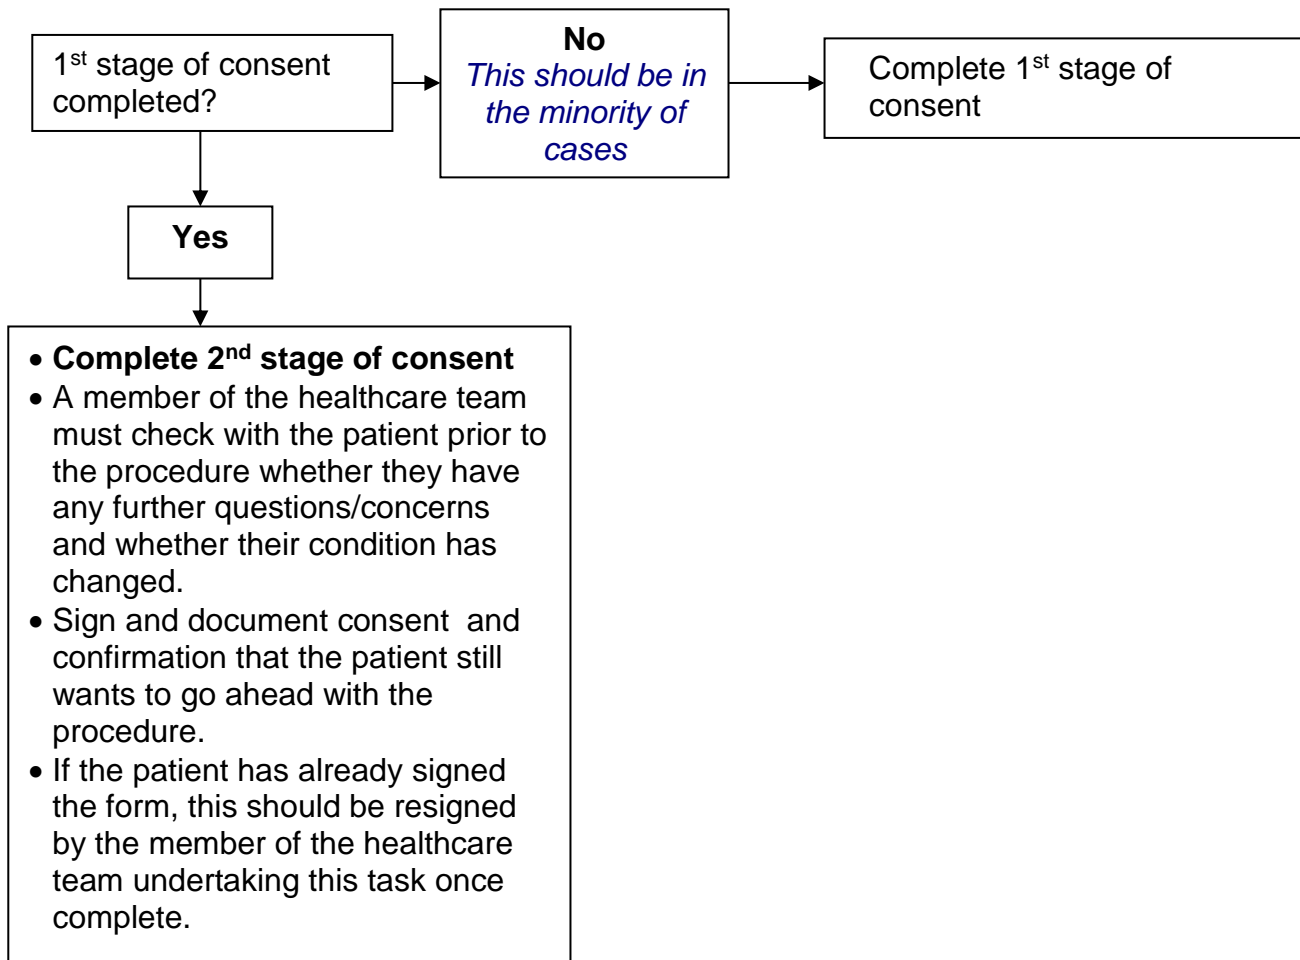 1st stage of consent
completed?
No
This should be in
the minority of
cases
Complete 1st stage of
consent
Yes
• Complete 2nd stage of consent
• A member of the healthcare team
must check with the patient prior to
the procedure whether they have
any further questions/concerns
and whether their condition has
changed.
• Sign and document consent  and
confirmation that the patient still
wants to go ahead with the
procedure.
• If the patient has already signed
the form, this should be resigned
by the member of the healthcare
team undertaking this task once
complete.